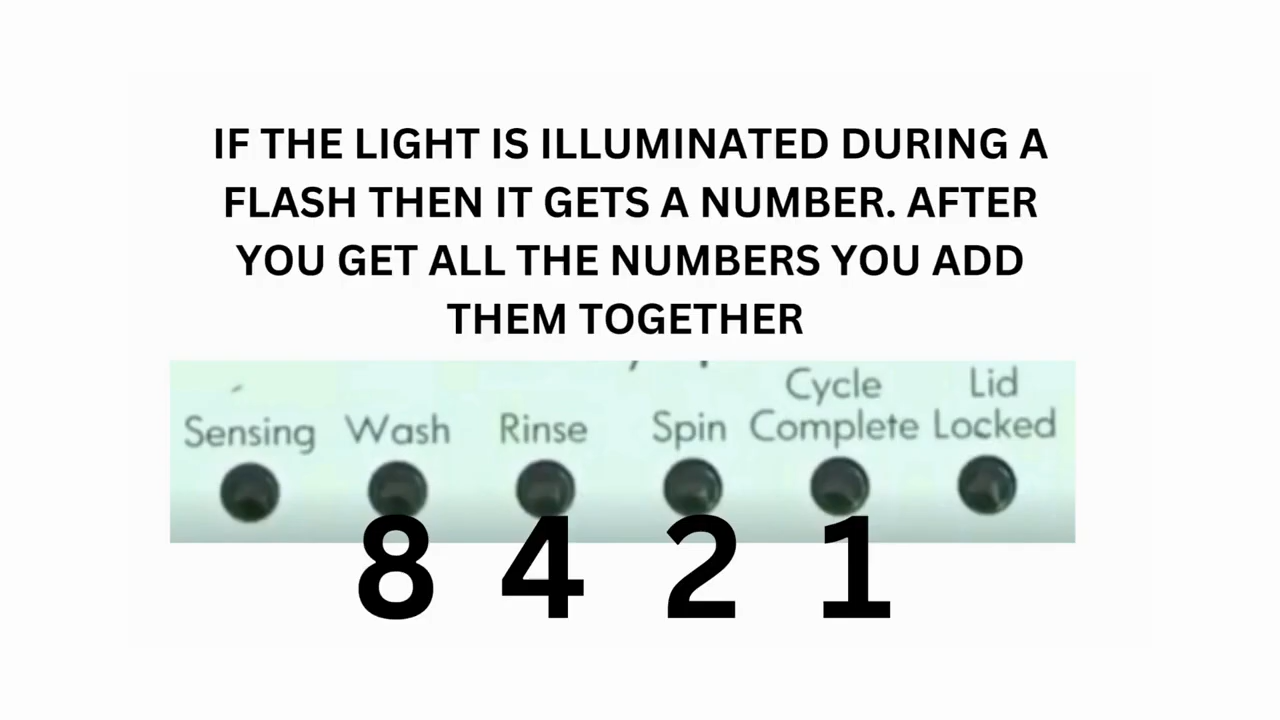 IF THE LIGHT IS ILLUMINATED DURING A
FLASH THEN IT GETS A NUMBER. AFTER
YOU GET ALL THE NUMBERS YOU ADD
THEM TOGETHER
Sensing Wash Rinse Spin Cycle Complete Lid Locked
8 4 2 1